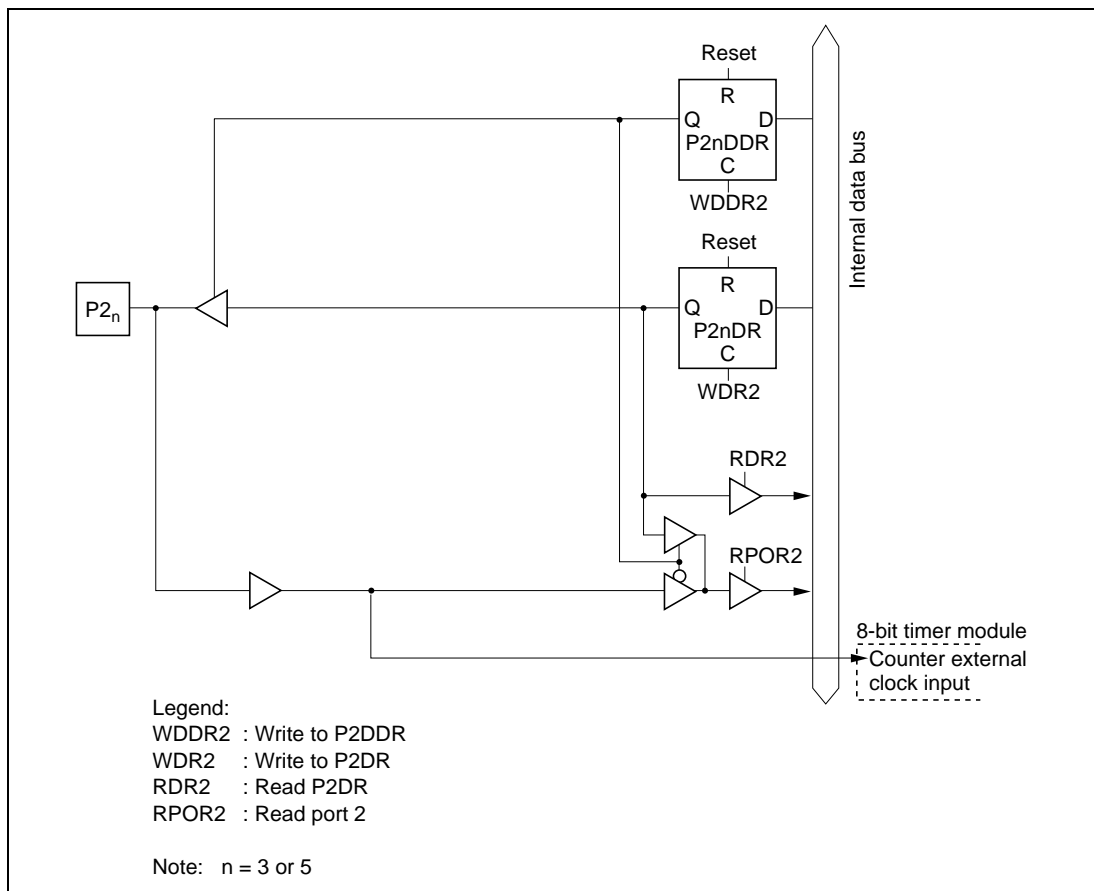 Reset
R
Q D
P2nDDR
C
WDDR2
Internal data bus
Reset
R
Q D
P2nDR
C
WDR2
P2n
RDR2
RPOR2
8-bit timer module
Counter external
clock input
Legend:
WDDR2 : Write to P2DDR
WDR2 : Write to P2DR
RDR2 : Read P2DR
RPOR2 : Read port 2
Note: n = 3 or 5